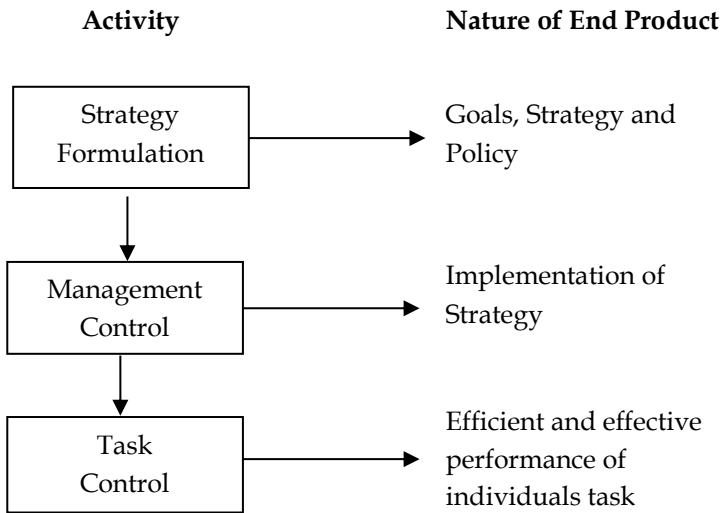 Activity
Nature of End Product
Strategy
Formulation
Goals, Strategy and
Policy
Management
Control
Implementation of
Strategy
Task
Control
Efficient and effective
performance of
individuals task